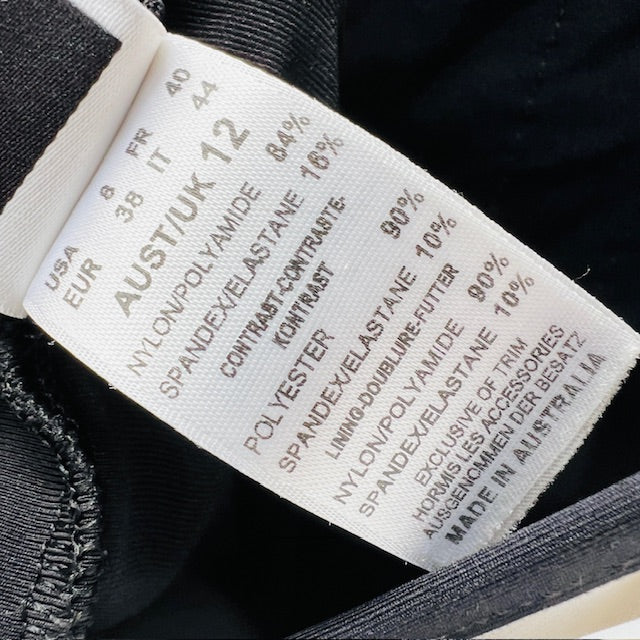 USA 8 FR 40
EUR 38 IT 44
AUST/UK 12
NYLON/POLYAMIDE 84%
SPANDEX/ELASTANE 16%
CONTRAST-CONTRASTE-
KONTRAST
POLYESTER 90%
SPANDEX/ELASTANE 10%
LINING-DOUBLURE-FUTTER
NYLON/POLYAMIDE 90%
SPANDEX/ELASTANE 10%
EXCLUSIVE OF TRIM
HORMIS LES ACCESSORIES
AUSGENOMMEN DER BESATZ
MADE IN AUSTRALIA